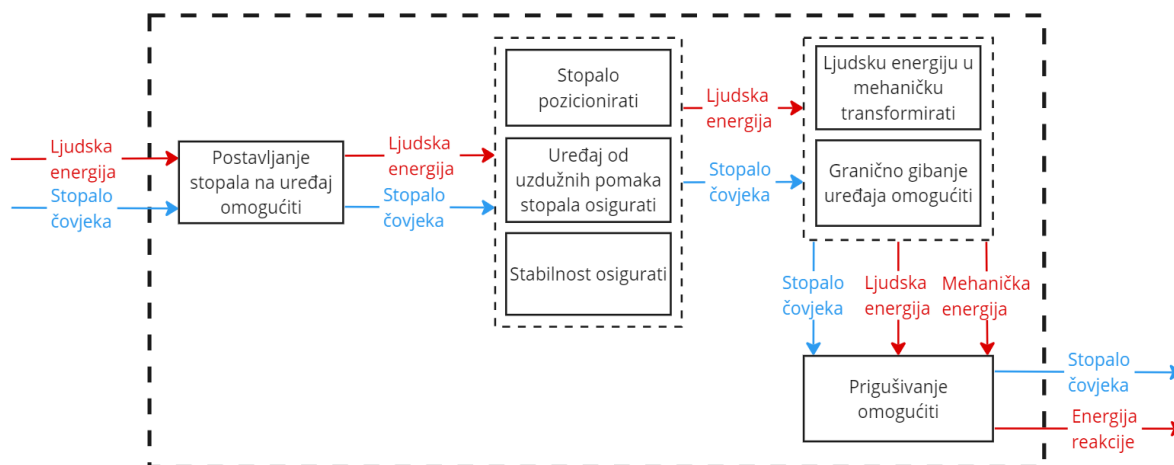 Ljudska
energija
Stopalo
čovjeka
Postavljanje
stopala na uređaj
omogućiti
Ljudska
energija
Stopalo
čovjeka
Stopalo
pozicionirati
Uređaj od
uzdužnih pomaka
stopala osigurati
Stabilnost osigurati
Ljudska
energija
Stopalo
čovjeka
Ljudsku energiju u
mehaničku
transformirati
Granično gibanje
uređaja omogućiti
Stopalo
čovjeka
Ljudska
energija
Mehanička
energija
Prigušivanje
omogućiti
Stopalo
čovjeka
Energija
reakcije